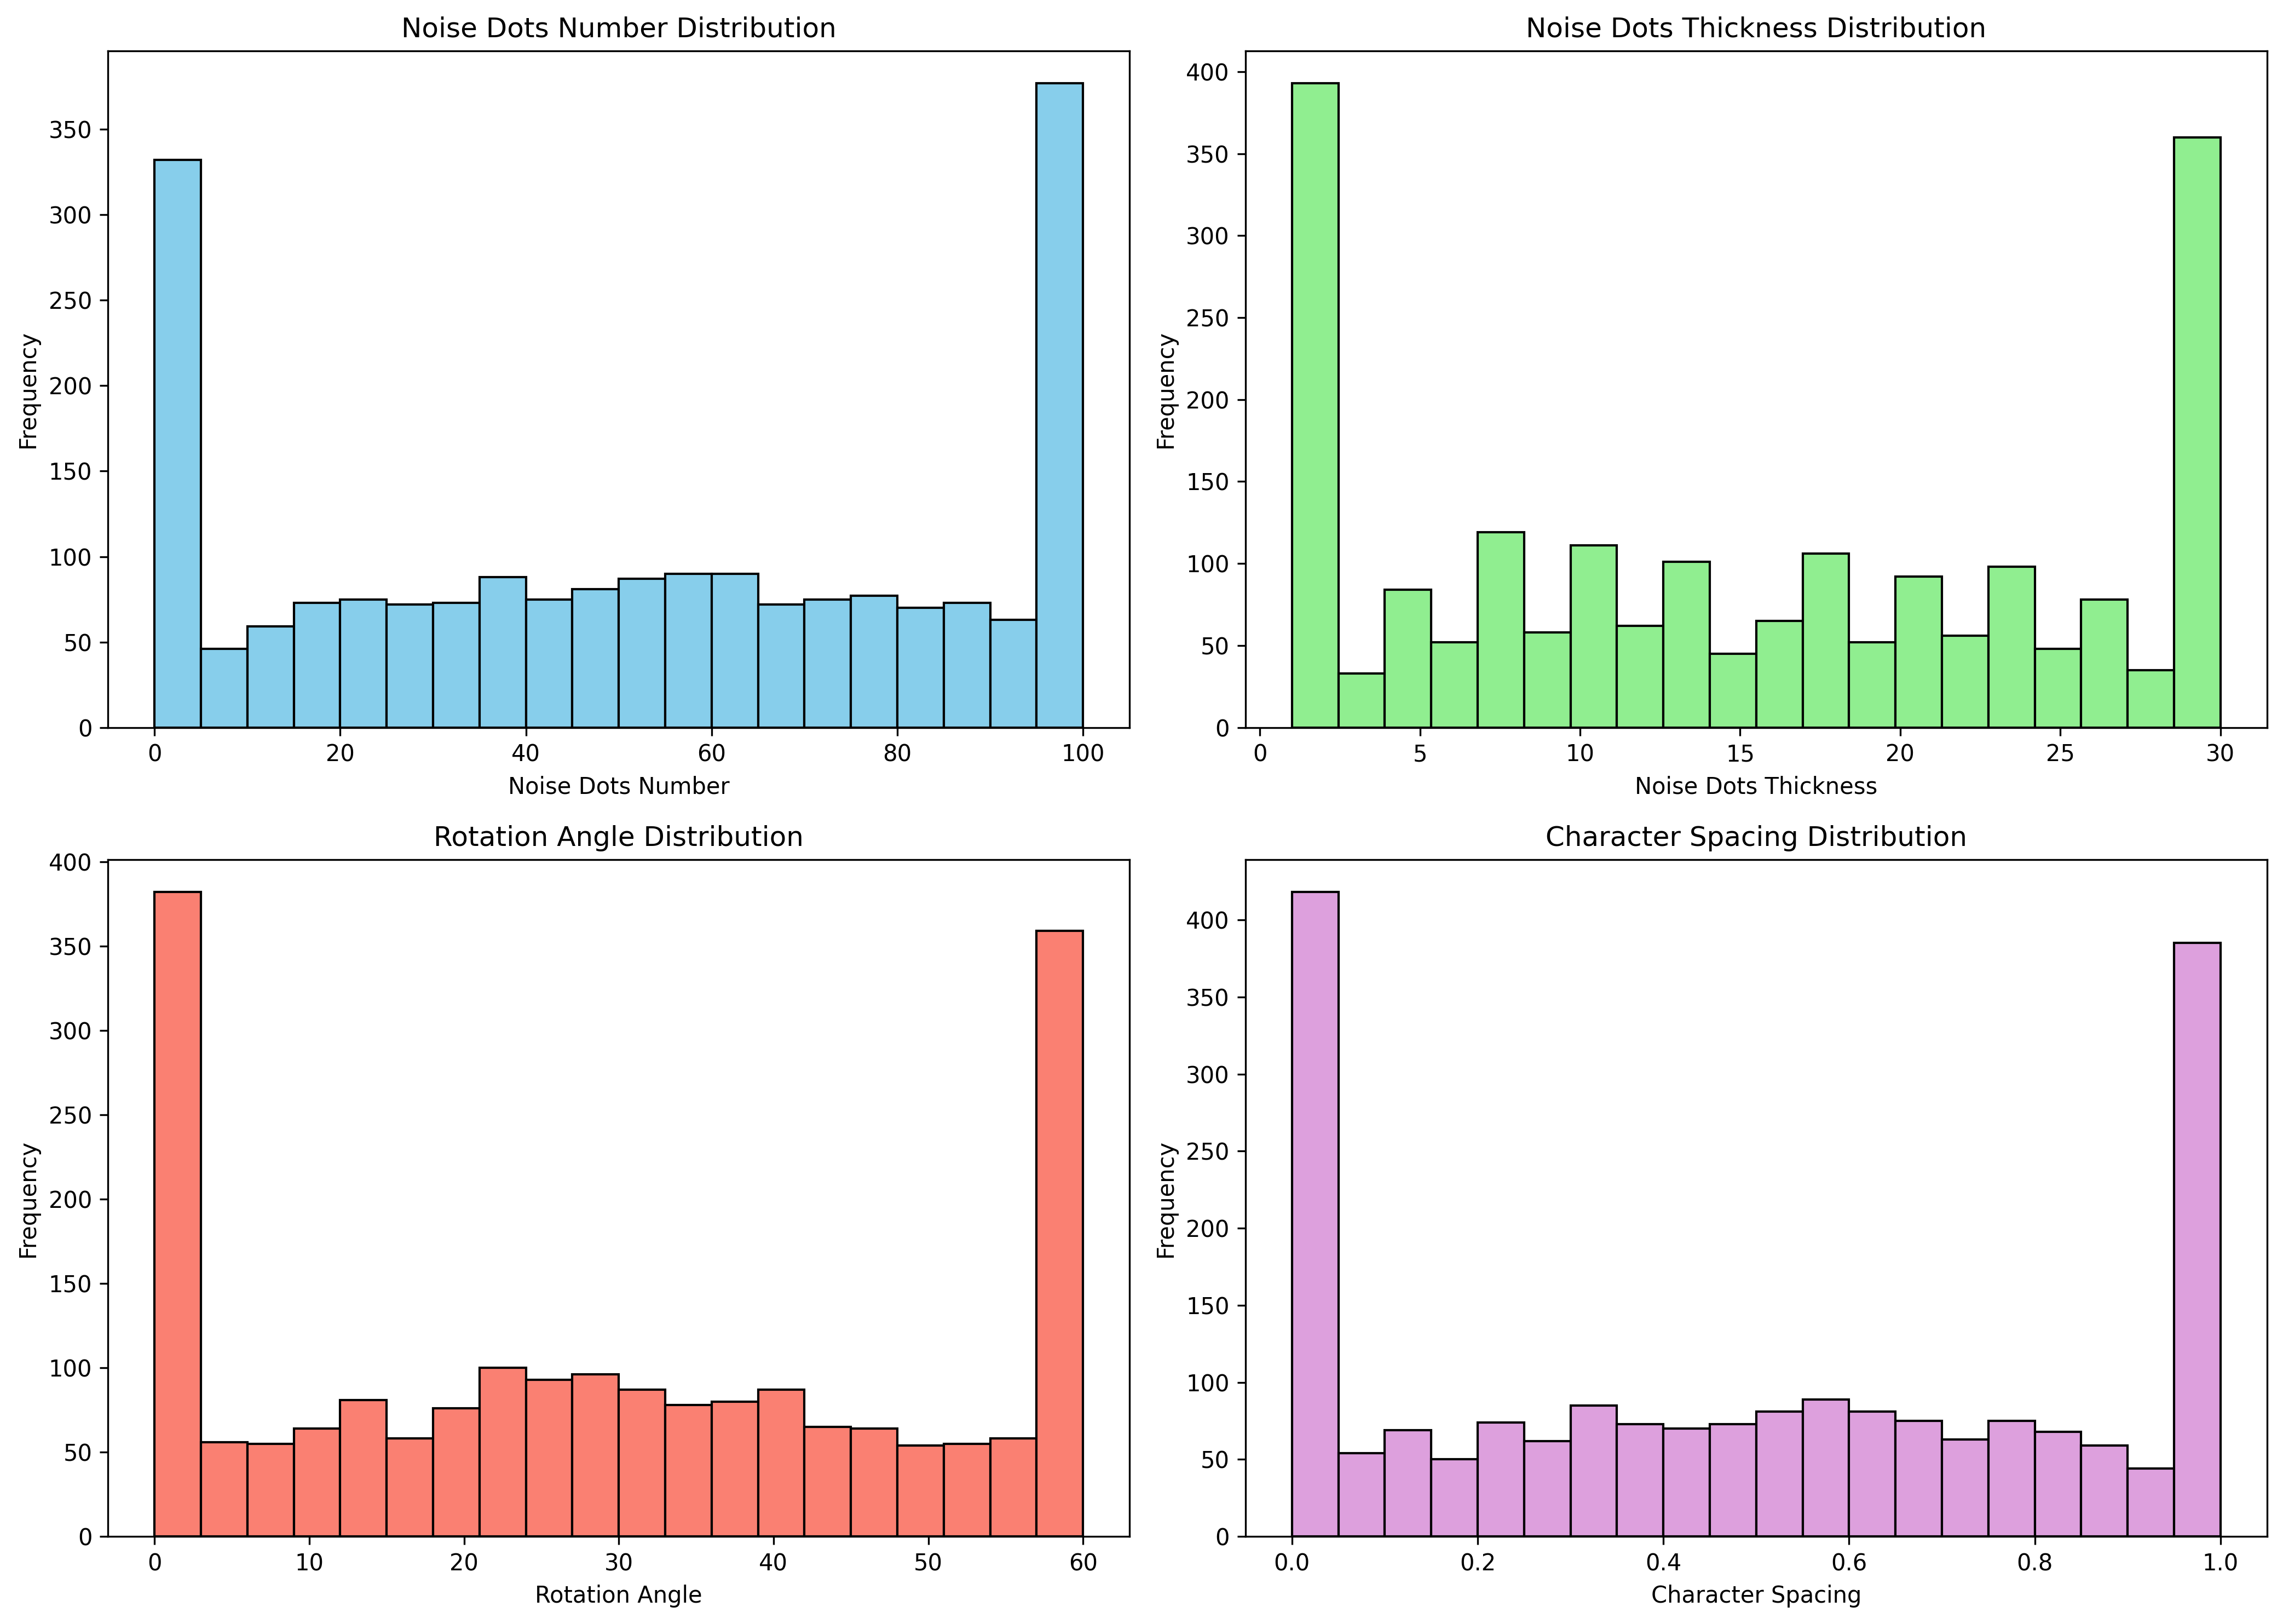 Noise Dots Number Distribution
Frequency
350
300
250
200
150
100
50
0
0 20 40 60 80 100
Noise Dots Number
Noise Dots Thickness Distribution
Frequency
400
350
300
250
200
150
100
50
0
0 5 10 15 20 25 30
Noise Dots Thickness
Rotation Angle Distribution
Frequency
400
350
300
250
200
150
100
50
0
0 10 20 30 40 50 60
Rotation Angle
Character Spacing Distribution
Frequency
400
350
300
250
200
150
100
50
0
0.0 0.2 0.4 0.6 0.8 1.0
Character Spacing